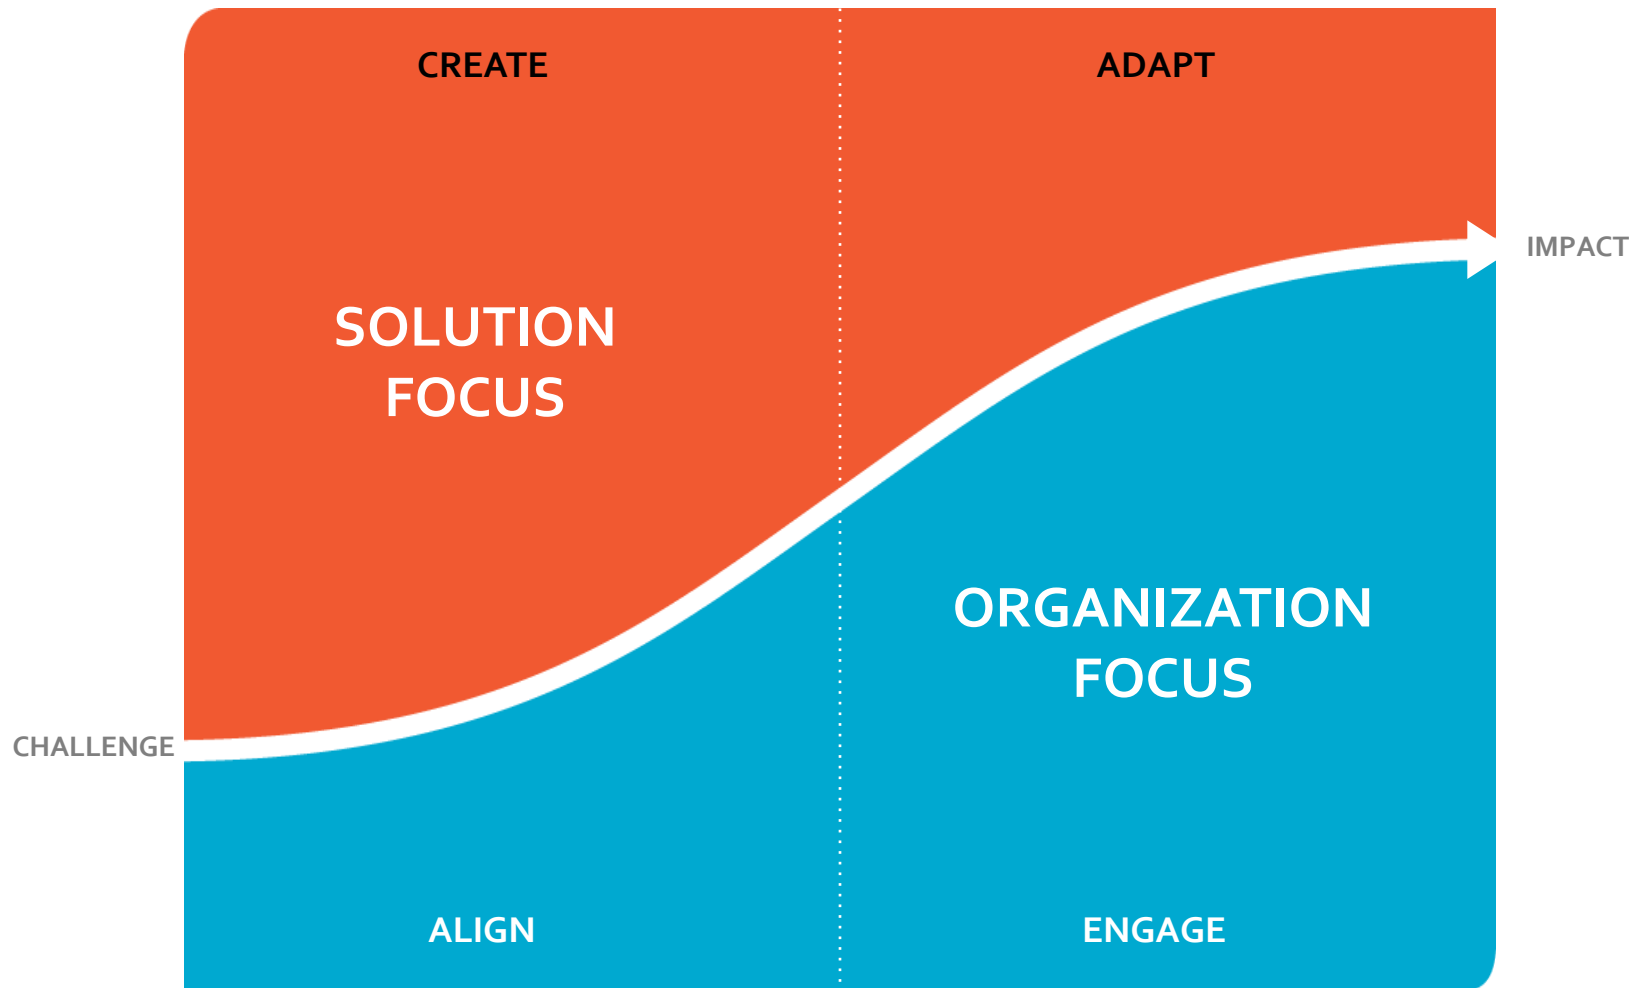 CREATE
ADAPT
IMPACT
SOLUTION
FOCUS
ORGANIZATION
FOCUS
CHALLENGE
ALIGN
ENGAGE